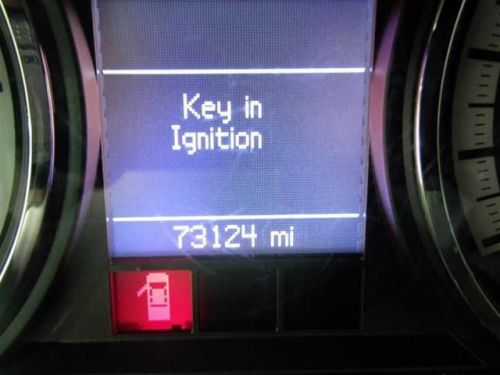 Key in
Ignition
73124 mi